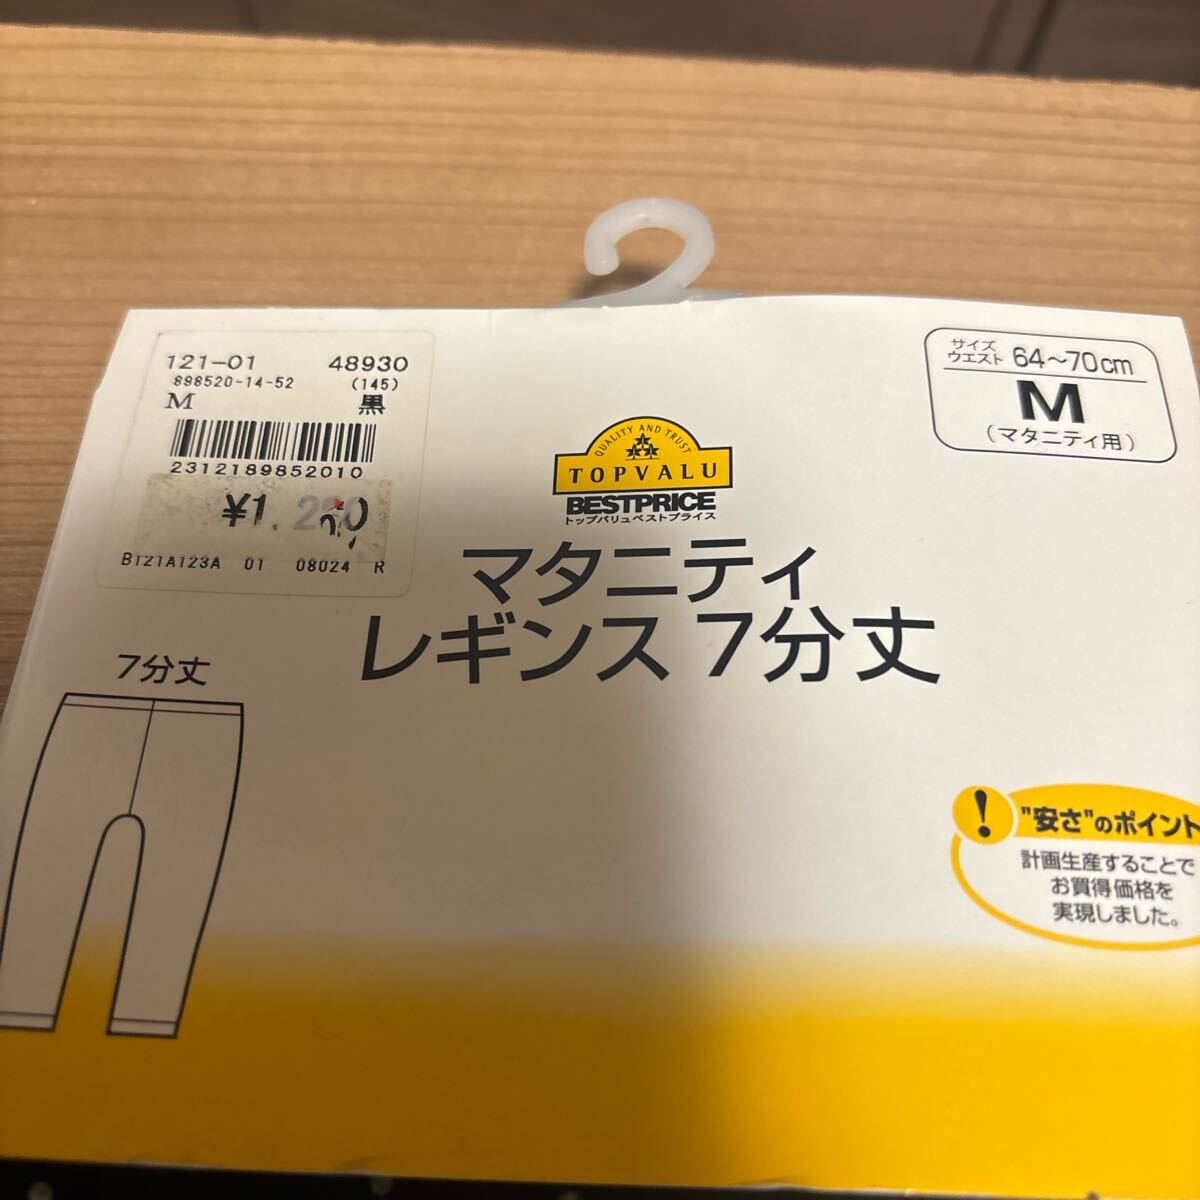 121-01 48930
898520-14-52 (145)
M 黒
2312189852010
¥1,
B121A123A 01 08024 R
QUALITY AND TRUST
TOPVALU
BESTPRICE
トップバリュベストプライス
サイズ
ウエスト 64～70cm
M
(マタニティ用)
マタニティ
レギンス 7分丈
7分丈
! "安さ"のポイント
計画生産することで
お買得価格を
実現しました。